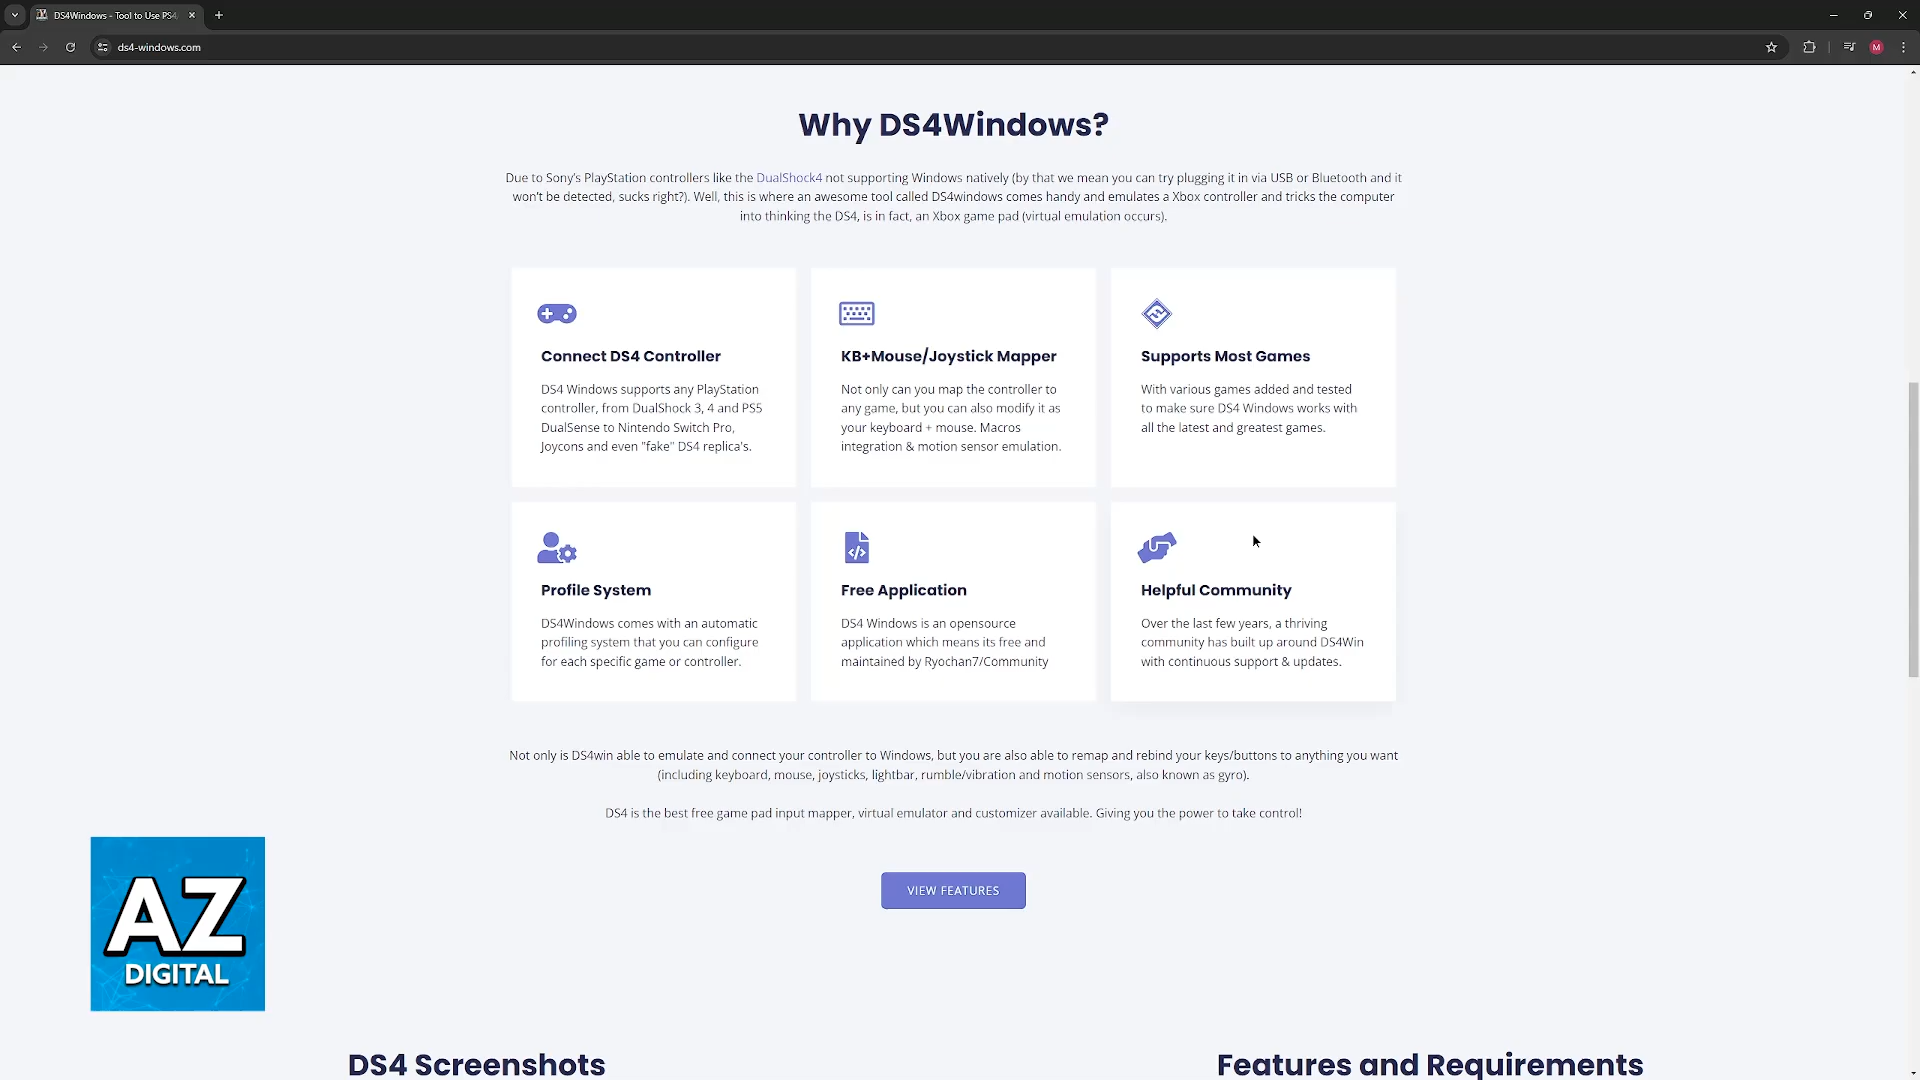 DS4Windows - Tool to Use PS4
ds4-windows.com
M
Why DS4Windows?
Due to Sony's PlayStation controllers like the DualShock4 not supporting Windows natively (by that we mean you can try plugging it in via USB or Bluetooth and it
won't be detected, sucks right?). Well, this is where an awesome tool called DS4windows comes handy and emulates a Xbox controller and tricks the computer
into thinking the DS4, is in fact, an Xbox game pad (virtual emulation occurs).
Connect DS4 Controller
DS4 Windows supports any PlayStation
controller, from DualShock 3, 4 and PS5
DualSense to Nintendo Switch Pro,
Joycons and even "fake" DS4 replica's.
KB+Mouse/Joystick Mapper
Not only can you map the controller to
any game, but you can also modify it as
your keyboard + mouse. Macros
integration & motion sensor emulation.
Supports Most Games
With various games added and tested
to make sure DS4 Windows works with
all the latest and greatest games.
Profile System
DS4Windows comes with an automatic
profiling system that you can configure
for each specific game or controller.
Free Application
DS4 Windows is an opensource
application which means its free and
maintained by Ryochan7/Community
Helpful Community
Over the last few years, a thriving
community has built up around DS4Win
with continuous support & updates.
Not only is DS4win able to emulate and connect your controller to Windows, but you are also able to remap and rebind your keys/buttons to anything you want
(including keyboard, mouse, joysticks, lightbar, rumble/vibration and motion sensors, also known as gyro).
DS4 is the best free game pad input mapper, virtual emulator and customizer available. Giving you the power to take control!
VIEW FEATURES
AZ
DIGITAL
DS4 Screenshots
Features and Requirements